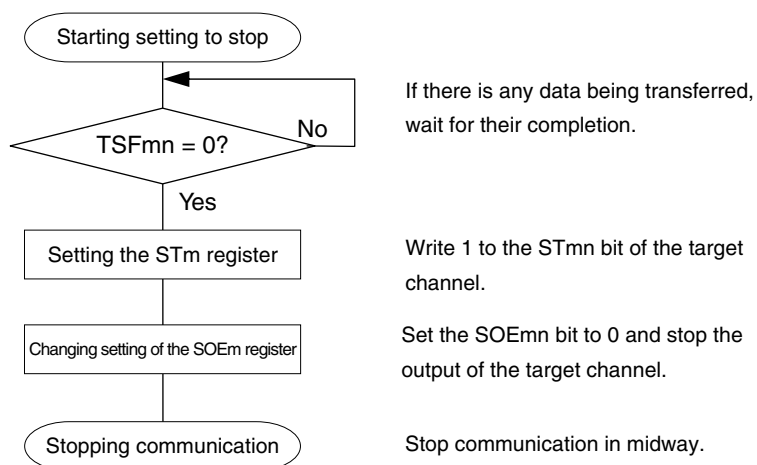 Starting setting to stop
If there is any data being transferred,
wait for their completion.
TSFmn = 0?
No
Yes
Setting the STm register
Write 1 to the STmn bit of the target
channel.
Changing setting of the SOEm register
Set the SOEmn bit to 0 and stop the
output of the target channel.
Stopping communication
Stop communication in midway.